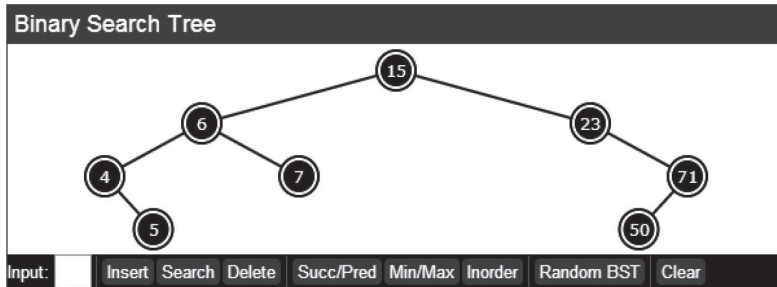 Binary Search Tree
15
6 23
4 7 71
5 50
Input: Insert Search Delete Succ/Pred Min/Max Inorder Random BST Clear